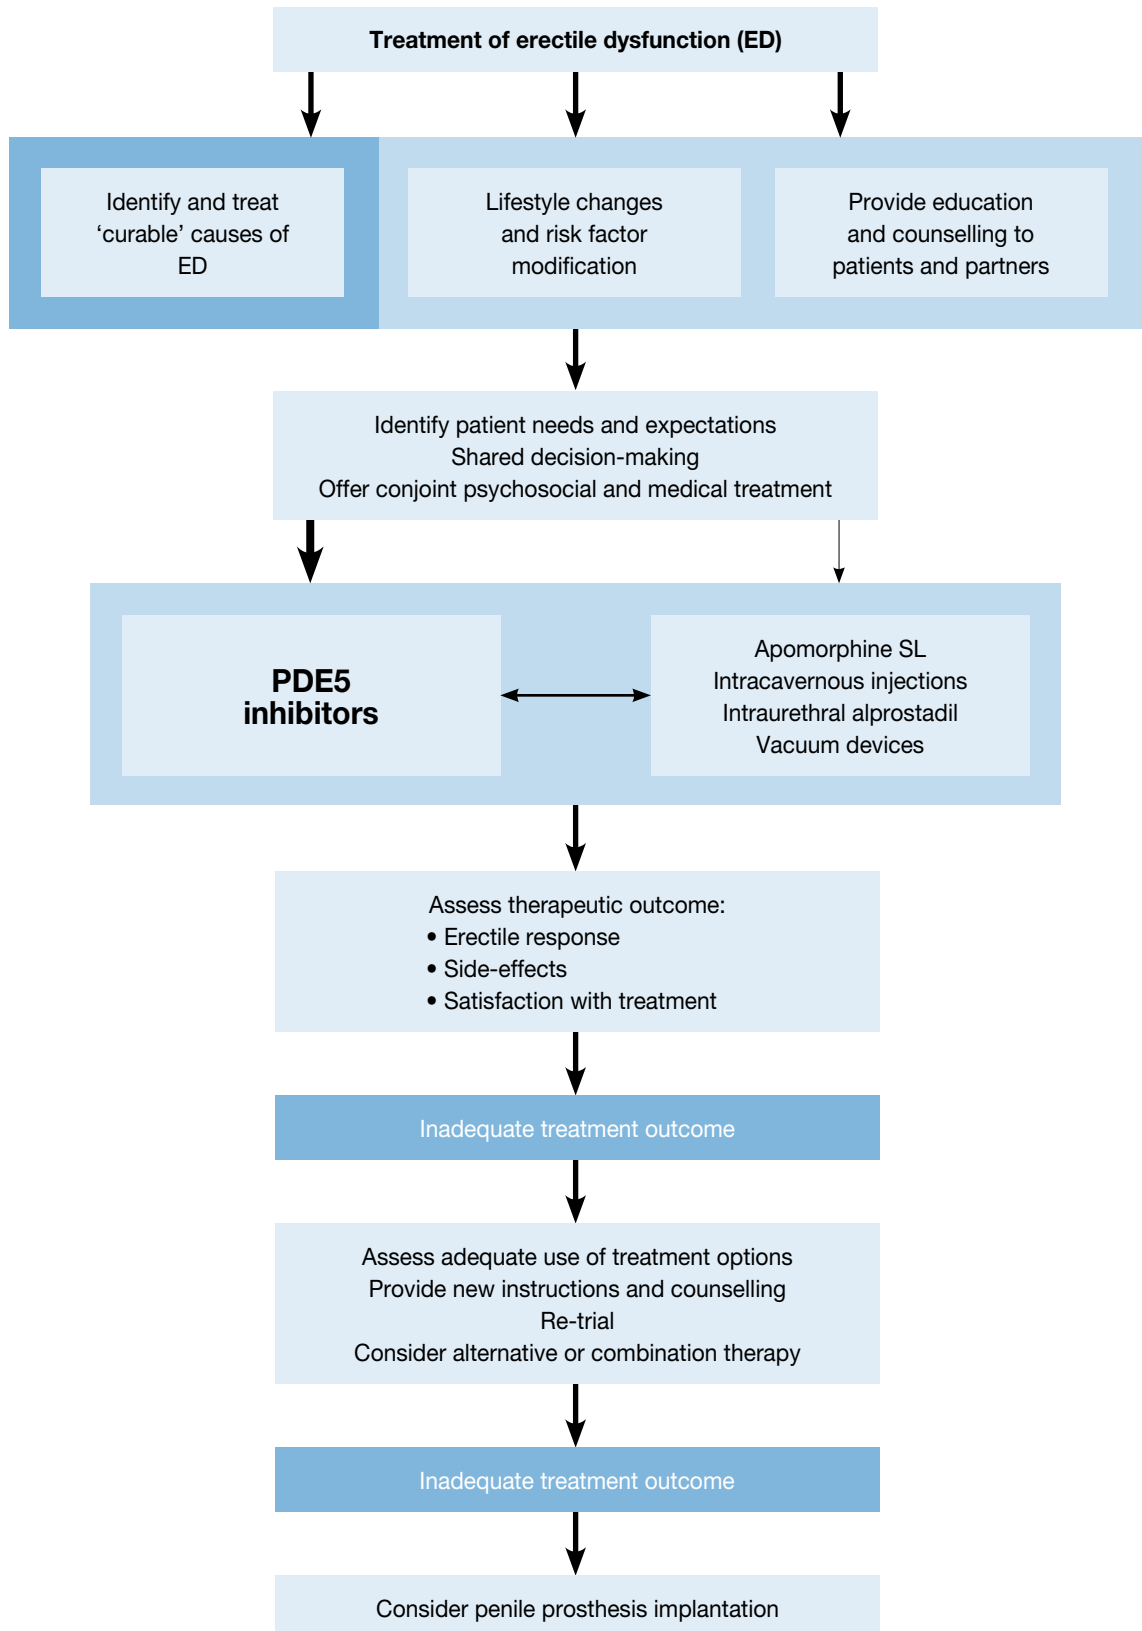 Treatment of erectile dysfunction (ED)
Identify and treat
‘curable’ causes of
ED
Lifestyle changes
and risk factor
modification
Provide education
and counselling to
patients and partners
Identify patient needs and expectations
Shared decision-making
Offer conjoint psychosocial and medical treatment
PDE5
inhibitors
Apomorphine SL
Intracavernous injections
Intraurethral alprostadil
Vacuum devices
Assess therapeutic outcome:
• Erectile response
• Side-effects
• Satisfaction with treatment
Inadequate treatment outcome
Assess adequate use of treatment options
Provide new instructions and counselling
Re-trial
Consider alternative or combination therapy
Inadequate treatment outcome
Consider penile prosthesis implantation